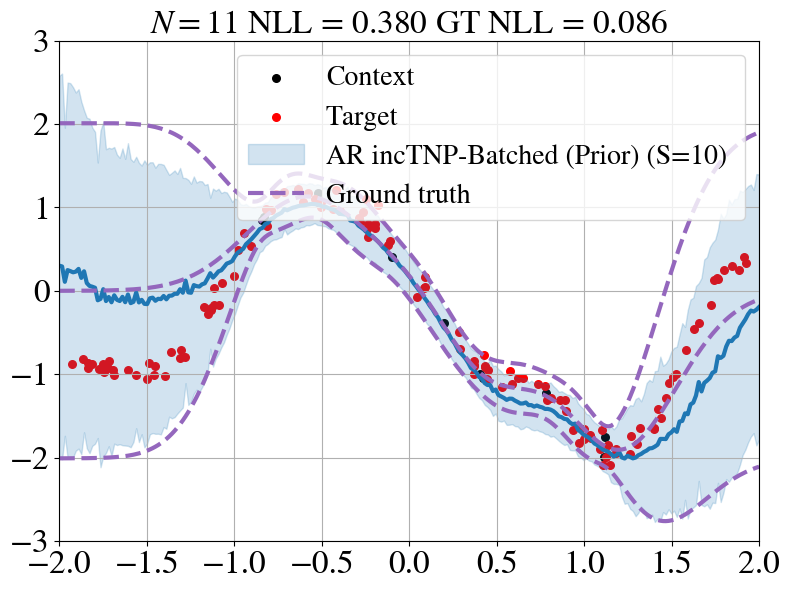 N = 11 NLL = 0.380 GT NLL = 0.086
3
2
1
0
−1
−2
−3
Context
Target
AR incTNP-Batched (Prior) (S=10)
Ground truth
−2.0 −1.5 −1.0 −0.5 0.0 0.5 1.0 1.5 2.0